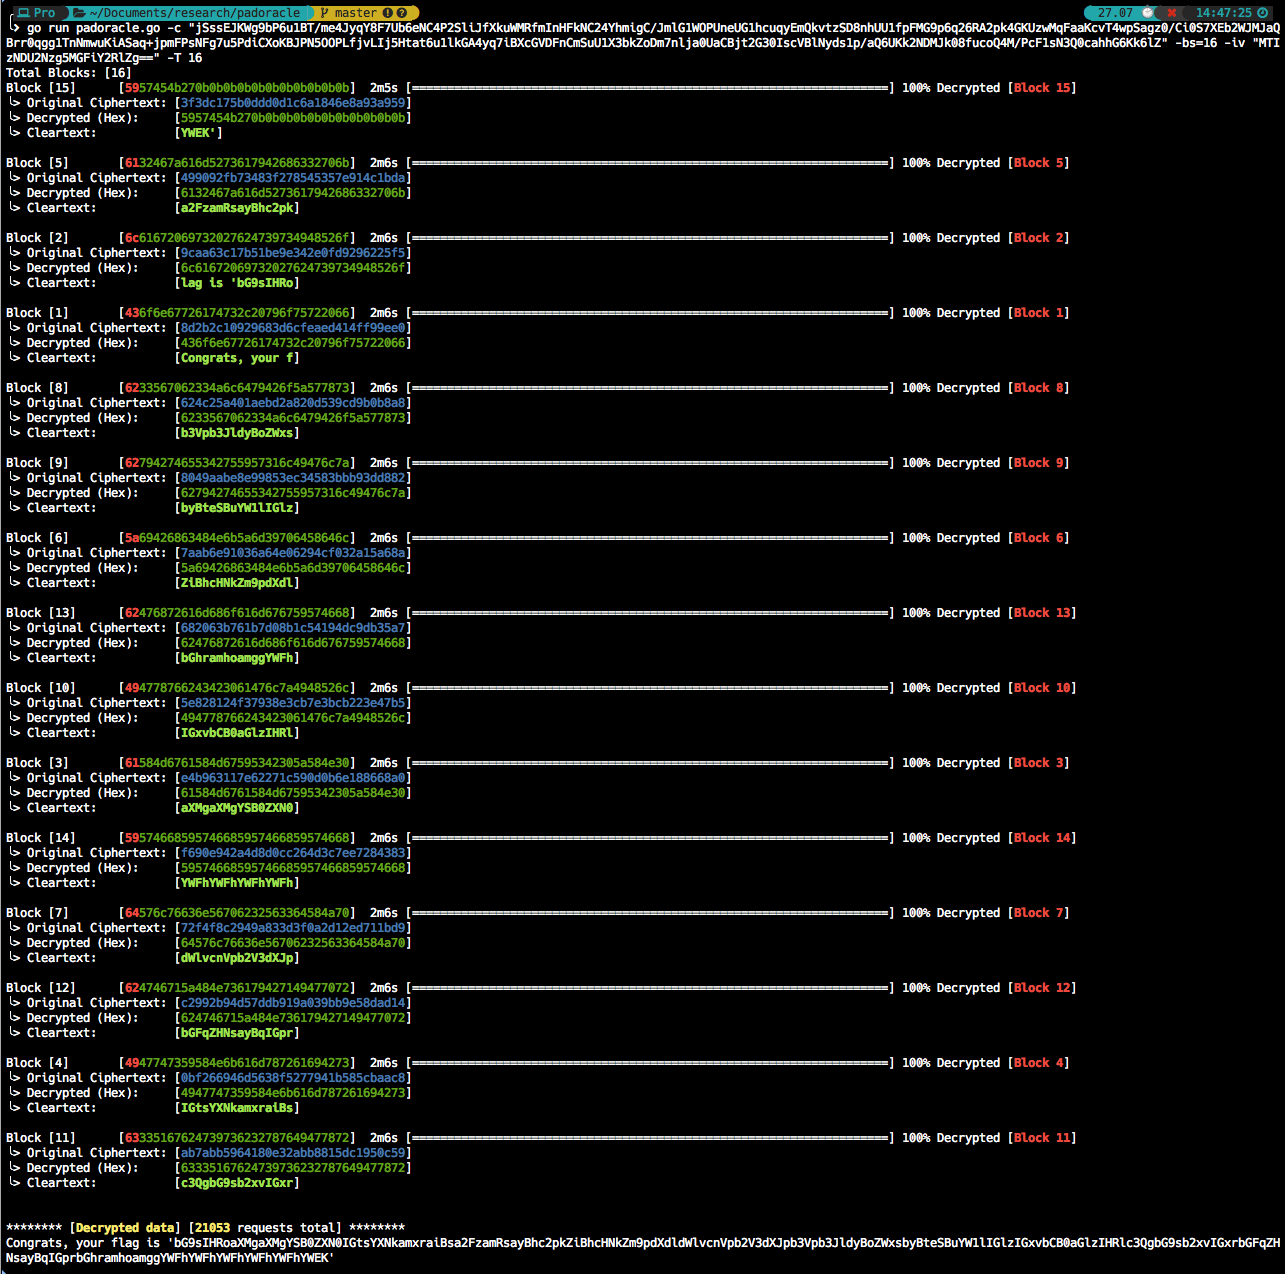 Pro ~/Documents/research/padoracle master 27.07 14:47:25
go run padoracle.go -c "jSssEJKWg9bP6u1BT/me4JyqY8F7Ub6eNC4P2SliJfXkuWMRfmInHFkNC24YhmigC/JmlG1WOPUneUG1hcuqyEmQkvtzSD8nhUU1fpFMG9p6q26RA2pk4GKUzwMqFaaKcvT4wpSagz0/Ci0S7XEb2WJMJaQ
Brr0qgg1TnNmwuKiASaq+jpmFPsNFg7u5PdiCXoKBJPN5OOPLfjvLIj5Htat6u1lkGA4yq7iBXcGVDFnCmSuU1X3bkZoDm7nlja0UaCBjt2G30IscVBlNyds1p/aQ6UKk2NDMJk08fucoQ4M/PcF1sN3Q0cahhG6Kk6lZ" -bs=16 -iv "MTI
zNDU2Nzg5MGFiY2RlZg==" -T 16
Total Blocks: [16]
Block [15] [5957454b270b0b0b0b0b0b0b0b0b0b0b] 2m5s 100% Decrypted [Block 15]
Original Ciphertext: [3f3dc175b0ddd0d1c6a1846e8a93a959]
Decrypted (Hex): [5957454b270b0b0b0b0b0b0b0b0b0b0b]
Cleartext: [YWEK']
Block [5] [6132467a616d5273617942686332706b] 2m6s 100% Decrypted [Block 5]
Original Ciphertext: [499092fb73483f278545357e914c1bda]
Decrypted (Hex): [6132467a616d5273617942686332706b]
Cleartext: [a2FzamRsayBhc2pk]
Block [2] [6c61672069732027624739734948526f] 2m6s 100% Decrypted [Block 2]
Original Ciphertext: [9caa63c17b51be9e342e0fd9296225f5]
Decrypted (Hex): [6c61672069732027624739734948526f]
Cleartext: [lag is 'bG9sIHRo]
Block [1] [436f6e67726174732c20796f75722066] 2m6s 100% Decrypted [Block 1]
Original Ciphertext: [8d2b2c10929683d6cfeaed414ff99ee0]
Decrypted (Hex): [436f6e67726174732c20796f75722066]
Cleartext: [Congrats, your f]
Block [8] [6233567062334a6c6479426f5a577873] 2m6s 100% Decrypted [Block 8]
Original Ciphertext: [624c25a401aebd2a820d539cd9b0b8a8]
Decrypted (Hex): [6233567062334a6c6479426f5a577873]
Cleartext: [b3Vpb3JldyBoZWxs]
Block [9] [62794274655342755957316c49476c7a] 2m6s 100% Decrypted [Block 9]
Original Ciphertext: [8049aabe8e99853ec34583bbb93dd882]
Decrypted (Hex): [62794274655342755957316c49476c7a]
Cleartext: [byBteSBuYW1lIGlz]
Block [6] [5a69426863484e6b5a6d39706458646c] 2m6s 100% Decrypted [Block 6]
Original Ciphertext: [7aab6e91036a64e06294cf032a15a68a]
Decrypted (Hex): [5a69426863484e6b5a6d39706458646c]
Cleartext: [ZiBhcHNkZm9pdXdl]
Block [13] [62476872616d686f616d676759574668] 2m6s 100% Decrypted [Block 13]
Original Ciphertext: [682063b761b7d08b1c54194dc9db35a7]
Decrypted (Hex): [62476872616d686f616d676759574668]
Cleartext: [bGhramhoamggYWFh]
Block [10] [494778766243423061476c7a4948526c] 2m6s 100% Decrypted [Block 10]
Original Ciphertext: [5e828124f37938e3cb7e3bcb223e47b5]
Decrypted (Hex): [494778766243423061476c7a4948526c]
Cleartext: [IGxvbCB0aGlzIHRl]
Block [3] [61584d6761584d67595342305a584e30] 2m6s 100% Decrypted [Block 3]
Original Ciphertext: [e4b963117e62271c590d0b6e188668a0]
Decrypted (Hex): [61584d6761584d67595342305a584e30]
Cleartext: [aXMgaXMgYSB0ZXN0]
Block [14] [59574668595746685957466859574668] 2m6s 100% Decrypted [Block 14]
Original Ciphertext: [f690e942a4d8d0cc264d3c7ee7284383]
Decrypted (Hex): [59574668595746685957466859574668]
Cleartext: [YWFhYWFhYWFhYWFh]
Block [7] [64576c76636e56706232563364584a70] 2m6s 100% Decrypted [Block 7]
Original Ciphertext: [72f4f8c2949a833d3f0a2d12ed711bd9]
Decrypted (Hex): [64576c76636e56706232563364584a70]
Cleartext: [dWlvcnVpb2V3dXJp]
Block [12] [624746715a484e736179427149477072] 2m6s 100% Decrypted [Block 12]
Original Ciphertext: [c2992b94d57ddb919a039bb9e58dad14]
Decrypted (Hex): [624746715a484e736179427149477072]
Cleartext: [bGFqZHNsayBqIGpr]
Block [4] [4947747359584e6b616d787261694273] 2m6s 100% Decrypted [Block 4]
Original Ciphertext: [0bf266946d5638f5277941b585cbaac8]
Decrypted (Hex): [4947747359584e6b616d787261694273]
Cleartext: [IGtsYXNkamxraiBs]
Block [11] [63335167624739736232787649477872] 2m6s 100% Decrypted [Block 11]
Original Ciphertext: [ab7abb5964180e32abb8815dc1950c59]
Decrypted (Hex): [63335167624739736232787649477872]
Cleartext: [c3QgbG9sb2xvIGxr]
******** [Decrypted data] [21053 requests total] ********
Congrats, your flag is 'bG9sIHRoaXMgaXMgYSB0ZXN0IGtsYXNkamxraiBsa2FzamRsayBhc2pkZiBhcHNkZm9pdXdldWlvcnVpb2V3dXJpb3Vpb3JldyBoZWxsbyBteSBuYW1lIGlzIGxvbCB0aGlzIHRlc3QgbG9sb2xvIGxrbGFqZH
NsayBqIGprbGhramhoamggYWFhYWFhYWFhYWFhYWFhYWEK'